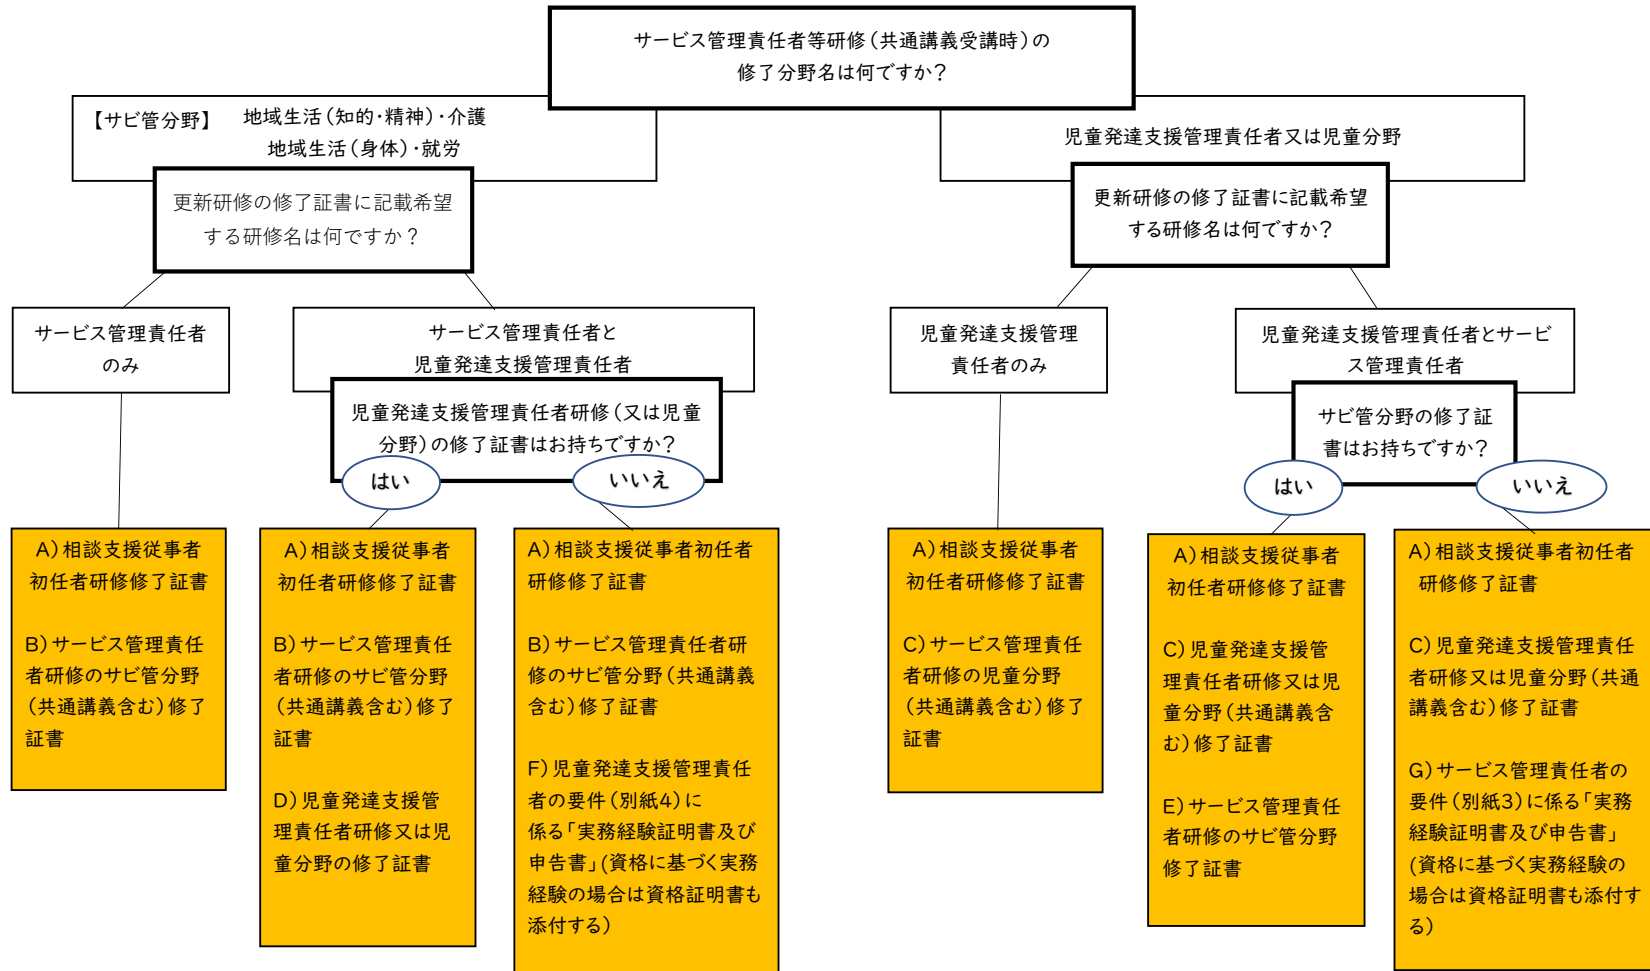 サービス管理責任者等研修（共通講義受講時）の
修了分野名は何ですか？
【サビ管分野】　地域生活（知的・精神）・介護
地域生活（身体）・就労
児童発達支援管理責任者又は児童分野
更新研修の修了証書に記載希望
する研修名は何ですか？
更新研修の修了証書に記載希望
する研修名は何ですか？
サービス管理責任者
のみ
サービス管理責任者と
児童発達支援管理責任者
児童発達支援管理
責任者のみ
児童発達支援管理責任者とサービ
ス管理責任者
児童発達支援管理責任者研修（又は児童
分野）の修了証書はお持ちですか？
サビ管分野の修了証
書はお持ちですか？
はい
いいえ
はい
いいえ
A）相談支援従事者
初任者研修修了証書
B）サービス管理責任
者研修のサビ管分野
（共通講義含む）修了
証書
A）相談支援従事者
初任者研修修了証書
B）サービス管理責任
者研修のサビ管分野
（共通講義含む）修了
証書
D）児童発達支援管
理責任者研修又は児
童分野の修了証書
A）相談支援従事者初任者
研修修了証書
B）サービス管理責任者研
修のサビ管分野（共通講義
含む）修了証書
F）児童発達支援管理責任
者の要件（別紙4）に
係る「実務経験証明書及び
申告書」（資格に基づく実務
経験の場合は資格証明書も
添付する）
A）相談支援従事者
初任者研修修了証書
C）サービス管理責任
者研修の児童分野
（共通講義含む）修了
証書
A）相談支援従事者
初任者研修修了証書
C）児童発達支援管
理責任者研修又は児
童分野（共通講義含
む）修了証書
E）サービス管理責任
者研修のサビ管分野
修了証書
A）相談支援従事者初任者
研修修了証書
C）児童発達支援管理責任
者研修又は児童分野（共通
講義含む）修了証書
G）サービス管理責任者の
要件（別紙3）に係る「実務
経験証明書及び申告書」
（資格に基づく実務経験の
場合は資格証明書も添付す
る）